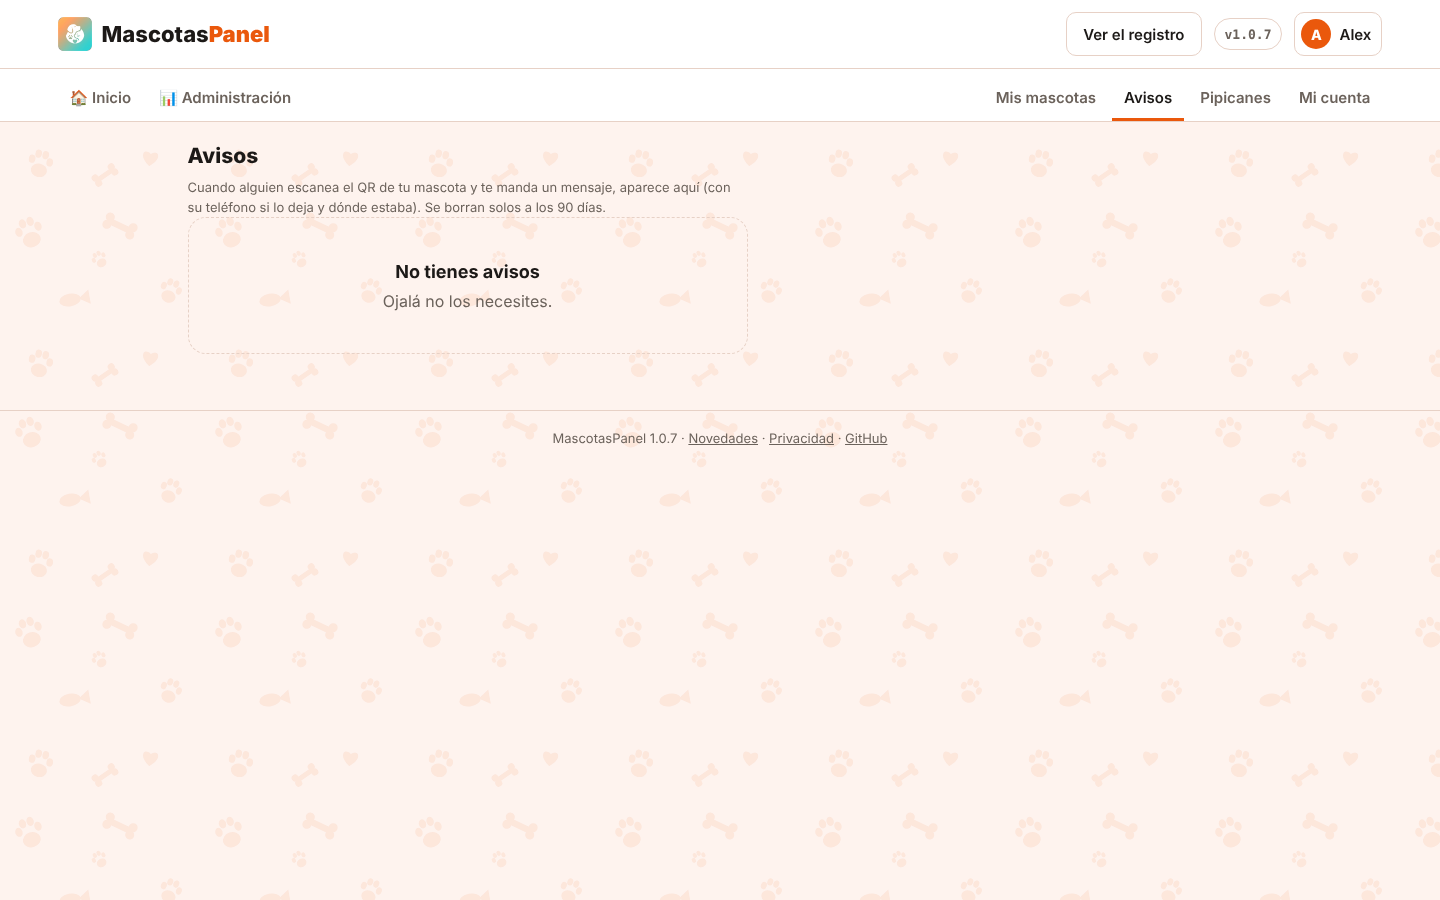 MascotasPanel
Ver el registro
v1.0.7
A
Alex
🏠 Inicio
📊 Administración
Mis mascotas
Avisos
Pipicanes
Mi cuenta
Avisos
Cuando alguien escanea el QR de tu mascota y te manda un mensaje, aparece aquí (con
su teléfono si lo deja y dónde estaba). Se borran solos a los 90 días.
No tienes avisos
Ojalá no los necesites.
MascotasPanel 1.0.7 · Novedades · Privacidad · GitHub